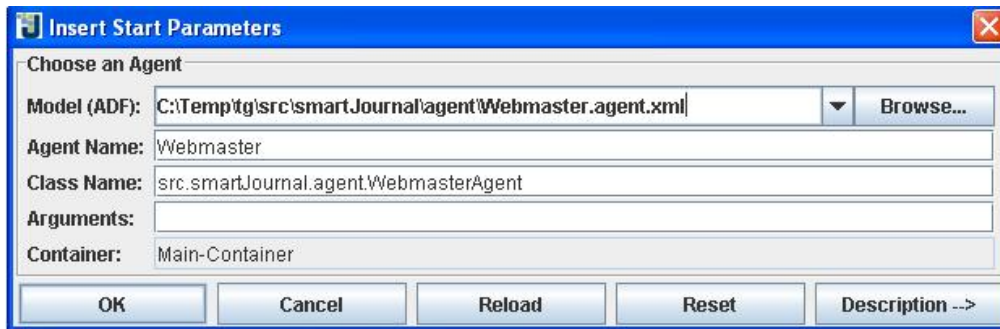 Insert Start Parameters
Choose an Agent
Model (ADF): C:\Temp\tg\src\smartJournal\agent\Webmaster.agent.xml Browse...
Agent Name: Webmaster
Class Name: src.smartJournal.agent.WebmasterAgent
Arguments:
Container: Main-Container
OK Cancel Reload Reset Description -->